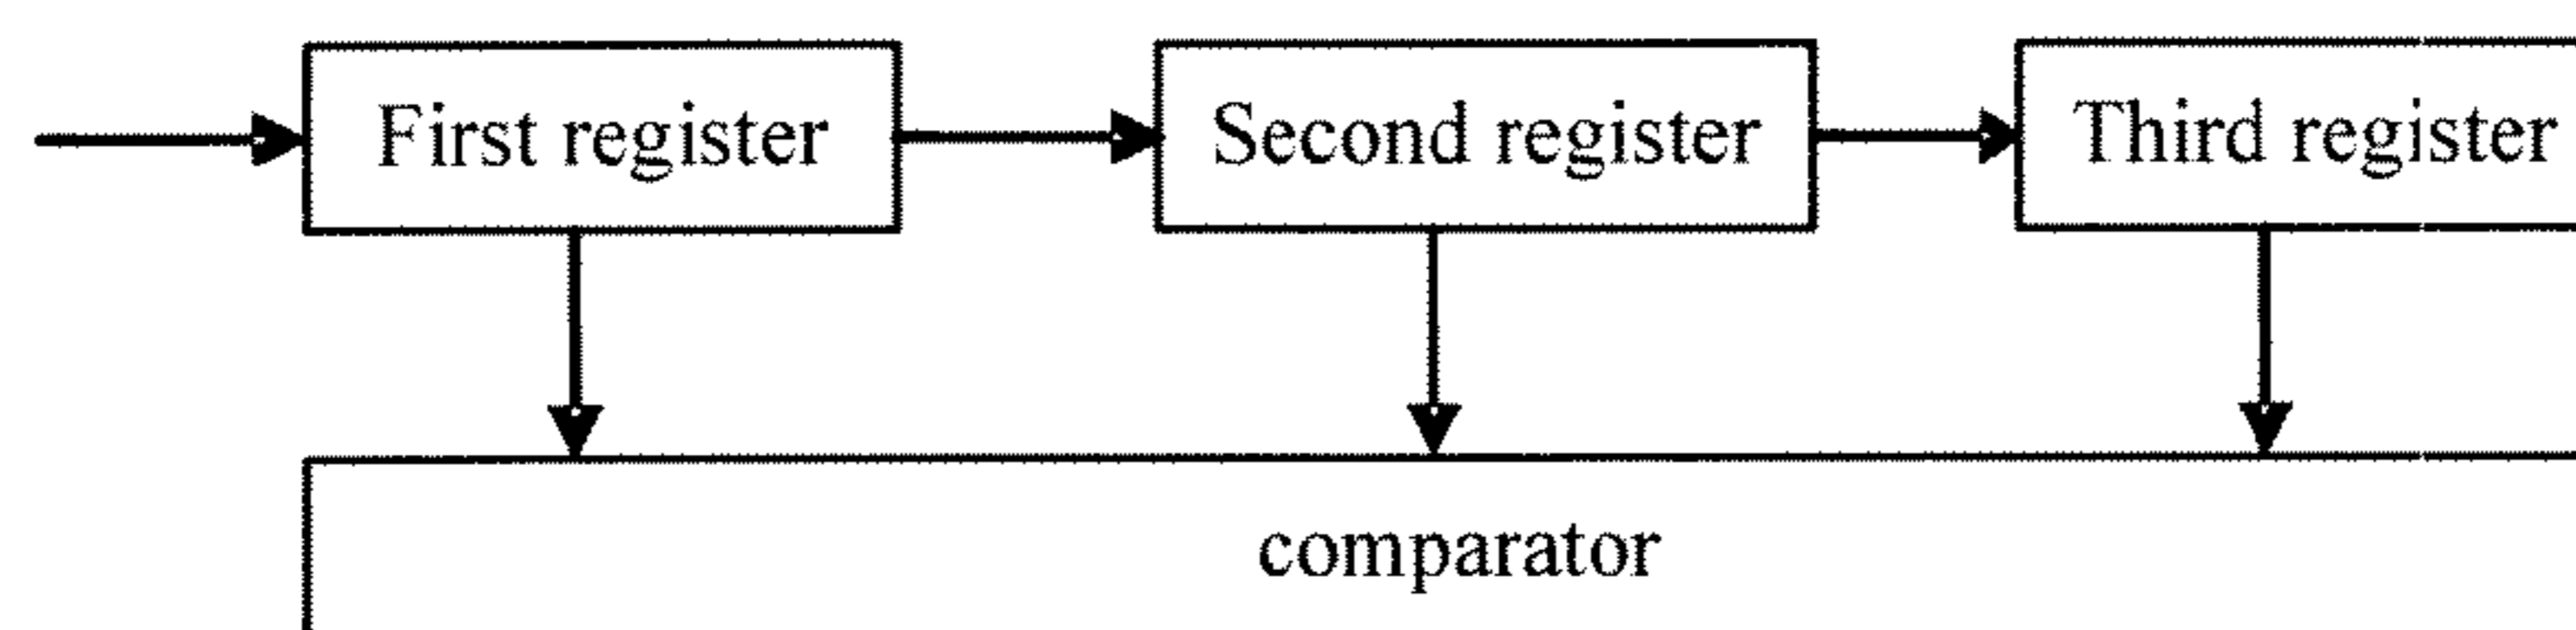 First register
Second register
Third register
comparator